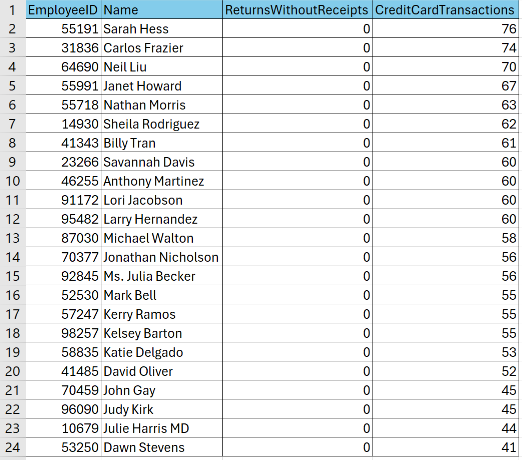 1 EmployeeID Name ReturnsWithoutReceipts CreditCardTransactions
2 55191 Sarah Hess 0 76
3 31836 Carlos Frazier 0 74
4 64690 Neil Liu 0 70
5 55991 Janet Howard 0 67
6 55718 Nathan Morris 0 63
7 14930 Sheila Rodriguez 0 62
8 41343 Billy Tran 0 61
9 23266 Savannah Davis 0 60
10 46255 Anthony Martinez 0 60
11 91172 Lori Jacobson 0 60
12 95482 Larry Hernandez 0 60
13 87030 Michael Walton 0 58
14 70377 Jonathan Nicholson 0 56
15 92845 Ms. Julia Becker 0 56
16 52530 Mark Bell 0 55
17 57247 Kerry Ramos 0 55
18 98257 Kelsey Barton 0 55
19 58835 Katie Delgado 0 53
20 41485 David Oliver 0 52
21 70459 John Gay 0 45
22 96090 Judy Kirk 0 45
23 10679 Julie Harris MD 0 44
24 53250 Dawn Stevens 0 41